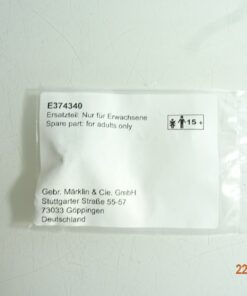 E374340
Ersatzteil: Nur für Erwachsene
Spare part: for adults only
15 +
Gebr. Märklin & Cie. GmbH
Stuttgarter Straße 55-57
73033 Göppingen
Deutschland
22